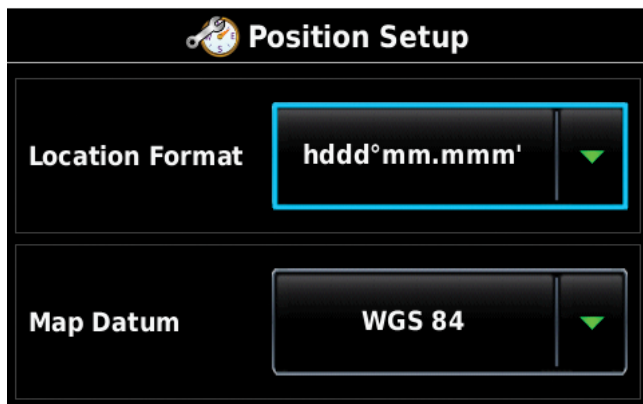 Position Setup
Location Format
hddd°mm.mmm'
Map Datum
WGS 84